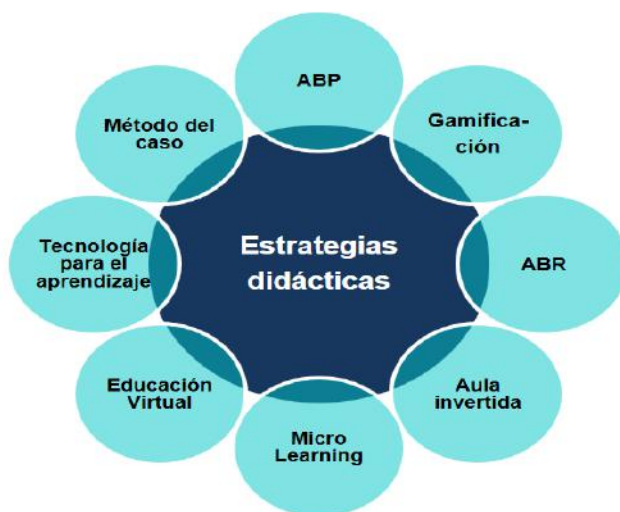 ABP
Gamifica-
ción
ABR
Aula
invertida
Micro
Learning
Educación
Virtual
Tecnología
para el
aprendizaje
Método del
caso
Estrategias
didácticas